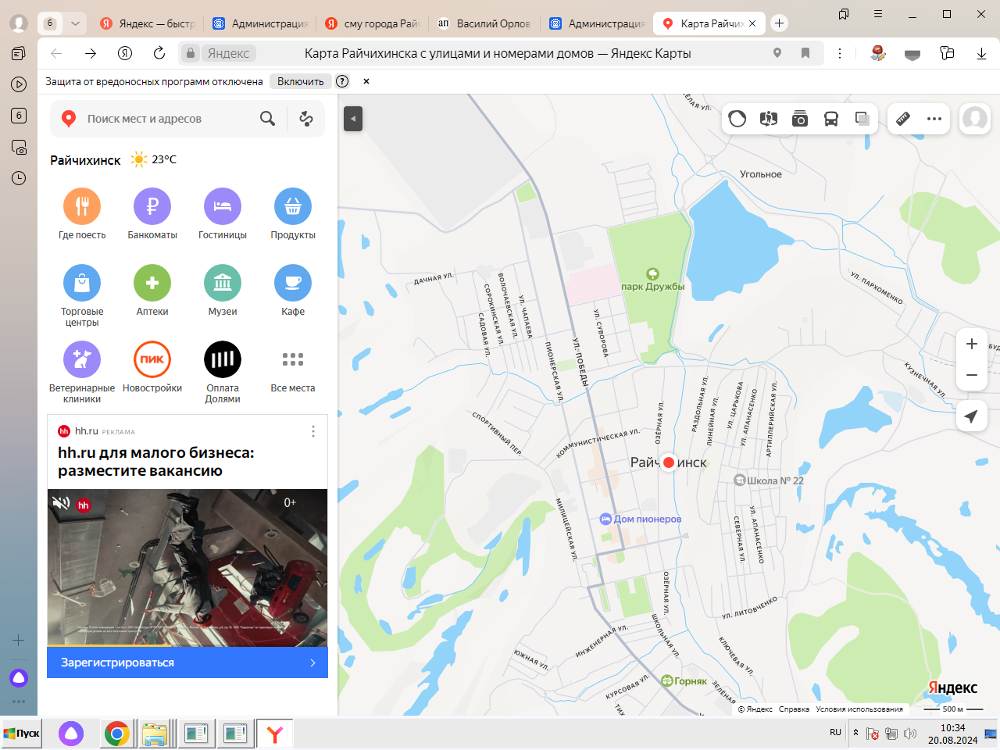 6
Яндекс — быстр
Администрация
сму города Райч
Василий Орлов
Администрация
Карта Райчих
Яндекс
Карта Райчихинска с улицами и номерами домов — Яндекс Карты
Защита от вредоносных программ отключена
Включить
?
6
Поиск мест и адресов
Райчихинск
23°C
Где поесть
Банкоматы
Гостиницы
Продукты
Торговые центры
Аптеки
Музеи
Кафе
Ветеринарные клиники
ПИК
Новостройки
Оплата Долями
Все места
hh
hh.ru РЕКЛАМА
hh.ru для малого бизнеса:
разместите вакансию
hh
0+
Зарегистрироваться
Угольное
парк Дружбы
ДАЧНАЯ УЛ.
ВОЛОЧАЕВСКАЯ УЛ.
СОРОКИНСКАЯ УЛ.
УЛ. ЧАПАЕВА
САДОВАЯ УЛ.
ПИОНЕРСКАЯ УЛ.
УЛ. ПОБЕДЫ
УЛ. СУВОРОВА
УЛ. ПАРХОМЕНКО
КУЗНЕЧНАЯ УЛ.
СПОРТИВНЫЙ ПЕР.
КОММУНИСТИЧЕСКАЯ УЛ.
ОЗЁРНАЯ УЛ.
РАЗДОЛЬНАЯ УЛ.
ЛИНЕЙНАЯ УЛ.
УЛ. ЦАРЬКОВА
УЛ. АПАНАСЕНКО
АРТИЛЛЕРИЙСКАЯ УЛ.
Школа № 22
Дом пионеров
МИЛИЦЕЙСКАЯ УЛ.
СЕВЕРНАЯ УЛ.
УЛ. АПАНАСЕНКО
ОЗЁРНАЯ УЛ.
УЛ. ЛИТОВЧЕНКО
ИНЖЕНЕРНАЯ УЛ.
ШКОЛЬНАЯ УЛ.
КЛЮЧЕВАЯ УЛ.
ЮЖНАЯ УЛ.
КУРСОВАЯ УЛ.
Горняк
Яндекс
© Яндекс Справка Условия использования
500 м
Пуск
RU
10:34
20.08.2024